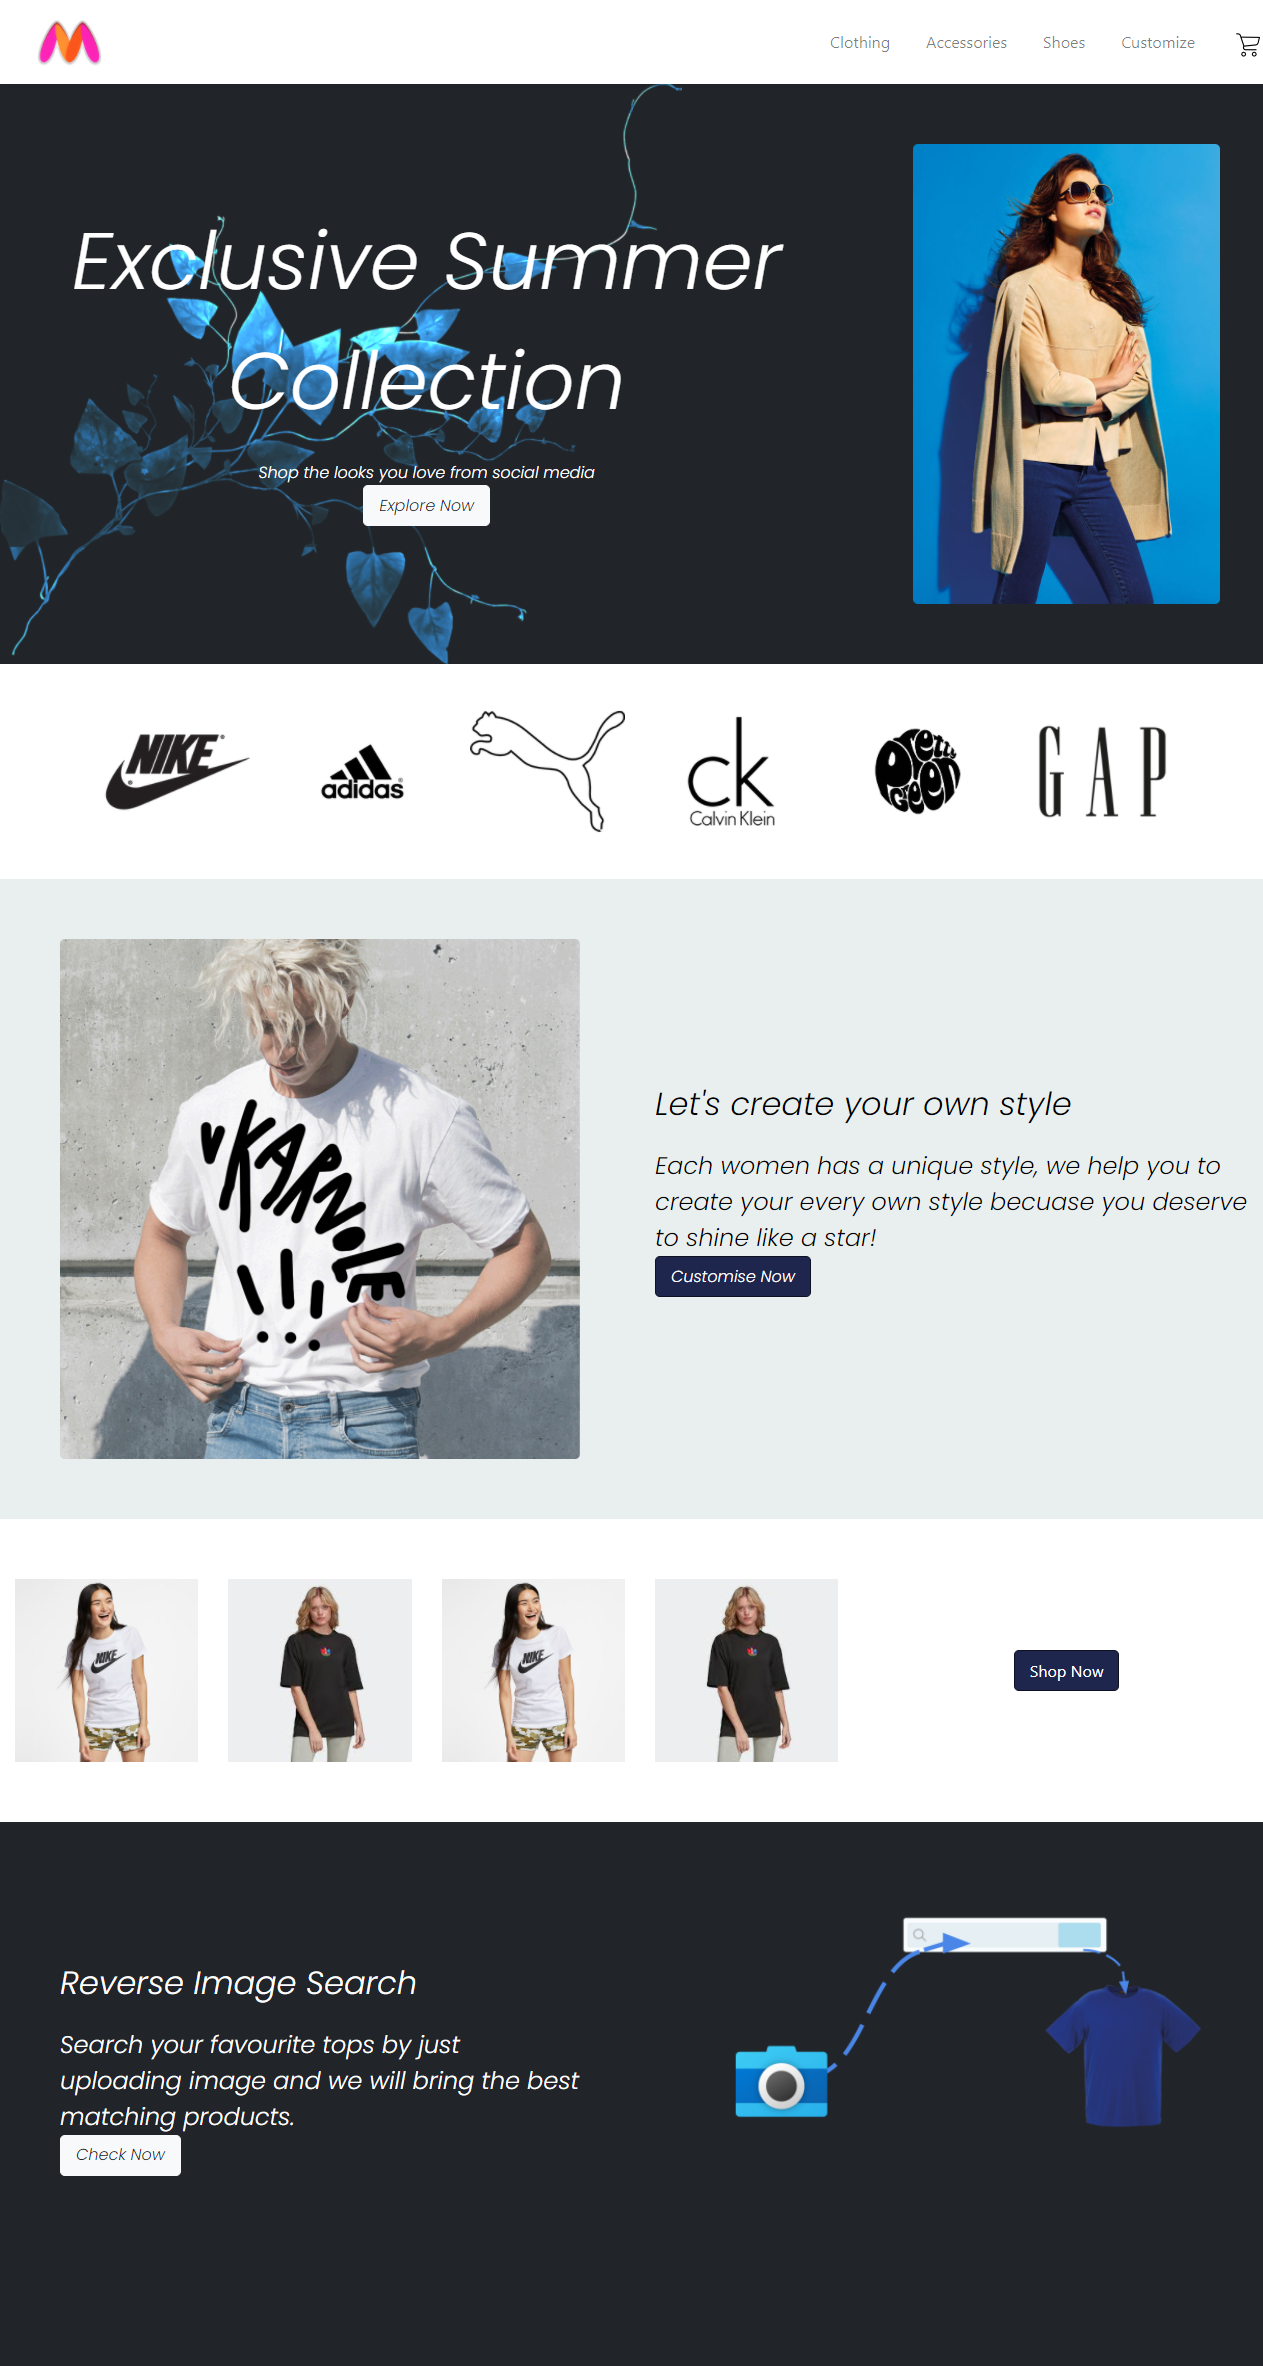 Clothing Accessories Shoes Customize
Exclusive Summer
Collection
Shop the looks you love from social media
Explore Now
NIKE
adidas
ck
Calvin Klein
Pretty Green
GAP
VKARNOLE
!!!
Let's create your own style
Each women has a unique style, we help you to
create your every own style becuase you deserve
to shine like a star!
Customise Now
NIKE
NIKE
Shop Now
Reverse Image Search
Search your favourite tops by just
uploading image and we will bring the best
matching products.
Check Now